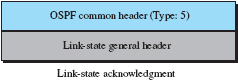 OSPF common header (Type: 5)
Link-state general header
Link-state acknowledgment